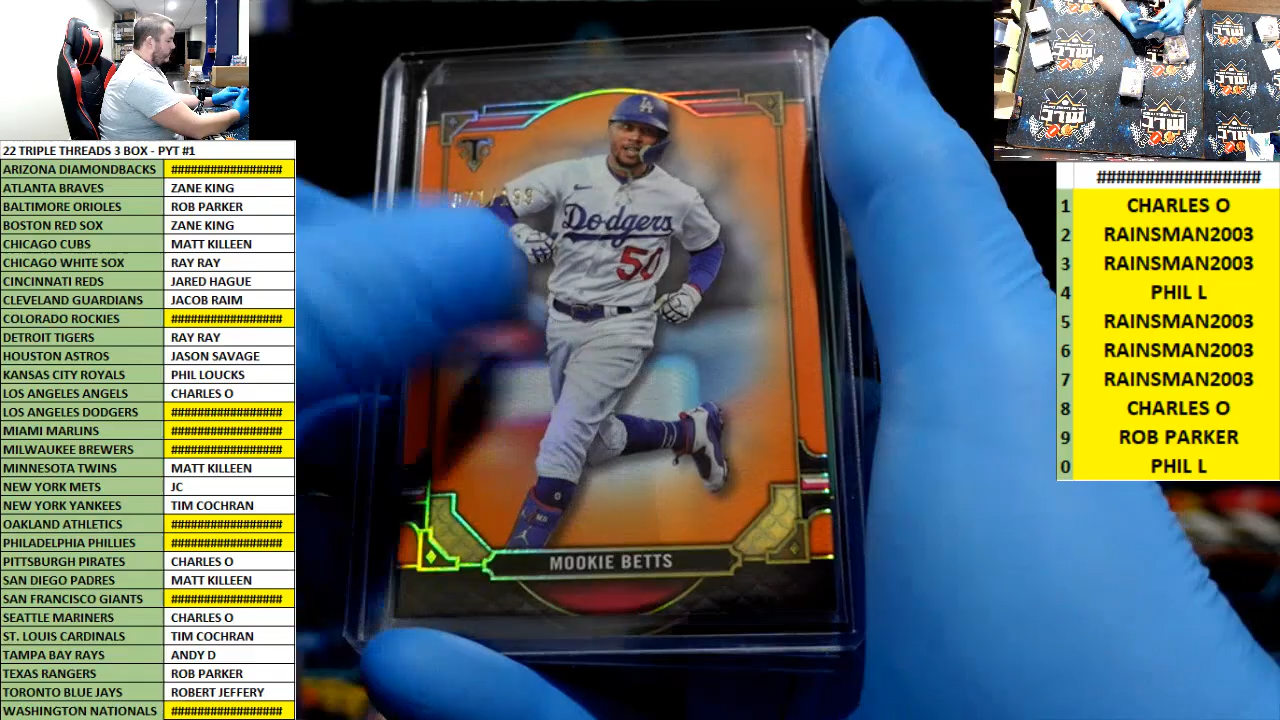 22 TRIPLE THREADS 3 BOX - PYT #1
ARIZONA DIAMONDBACKS #################
ATLANTA BRAVES ZANE KING
BALTIMORE ORIOLES ROB PARKER
BOSTON RED SOX ZANE KING
CHICAGO CUBS MATT KILLEEN
CHICAGO WHITE SOX RAY RAY
CINCINNATI REDS JARED HAGUE
CLEVELAND GUARDIANS JACOB RAIM
COLORADO ROCKIES #################
DETROIT TIGERS RAY RAY
HOUSTON ASTROS JASON SAVAGE
KANSAS CITY ROYALS PHIL LOUCKS
LOS ANGELES ANGELS CHARLES O
LOS ANGELES DODGERS #################
MIAMI MARLINS #################
MILWAUKEE BREWERS #################
MINNESOTA TWINS MATT KILLEEN
NEW YORK METS JC
NEW YORK YANKEES TIM COCHRAN
OAKLAND ATHLETICS #################
PHILADELPHIA PHILLIES #################
PITTSBURGH PIRATES CHARLES O
SAN DIEGO PADRES MATT KILLEEN
SAN FRANCISCO GIANTS #################
SEATTLE MARINERS CHARLES O
ST. LOUIS CARDINALS TIM COCHRAN
TAMPA BAY RAYS ANDY D
TEXAS RANGERS ROB PARKER
TORONTO BLUE JAYS ROBERT JEFFERY
WASHINGTON NATIONALS #################
LA
Dodgers
50
MOOKIE BETTS
#################
1 CHARLES O
2 RAINSMAN2003
3 RAINSMAN2003
4 PHIL L
5 RAINSMAN2003
6 RAINSMAN2003
7 RAINSMAN2003
8 CHARLES O
9 ROB PARKER
0 PHIL L